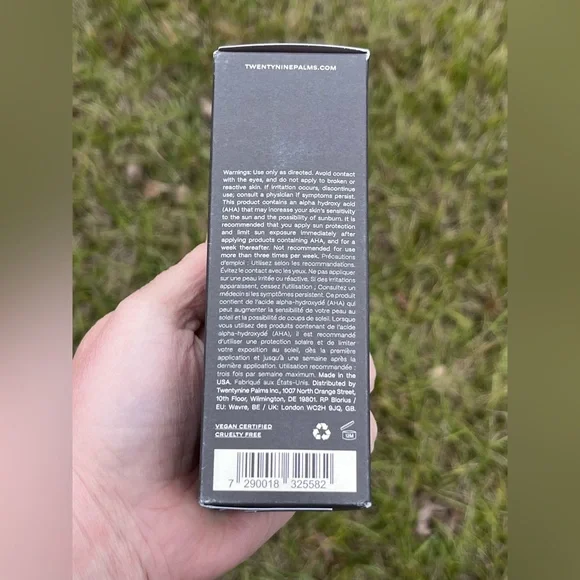 TWENTYNINEPALMS.COM
Warnings: Use only as directed. Avoid contact
with the eyes, and do not apply to broken or
reactive skin. If irritation occurs, discontinue
use; consult a physician if symptoms persist.
This product contains an alpha hydroxy acid
(AHA) that may increase your skin's sensitivity
to the sun and the possibility of sunburn. It is
recommended that you apply sun protection
and limit sun exposure immediately after
applying products containing AHA, and for a
week thereafter. Not recommended for use
more than three times per week. Précautions
d'emploi : Utilisez selon les recommandations.
Évitez le contact avec les yeux. Ne pas appliquer
sur une peau irritée ou réactive. Si des irritations
apparaissent, cessez l'utilisation ; Consultez un
médecin si les symptômes persistent. Ce produit
contient de l'acide alpha-hydroxydé (AHA) qui
peut augmenter la sensibilité de votre peau au
soleil et la possibilité de coups de soleil. Lorsque
vous utilisez des produits contenant de l'acide
alpha-hydroxydé (AHA), il est recommandé
d'utiliser une protection solaire et de limiter
votre exposition au soleil, dès la première
application et jusqu'à une semaine après la
dernière application. Utilisation recommandée :
trois fois par semaine maximum. Made in the
USA. Fabriqué aux États-Unis. Distributed by
Twentynine Palms Inc., 1007 North Orange Street,
10th Floor, Wilmington, DE 19801. RP Biorius /
EU: Wavre, BE / UK: London WC2H 9JQ, GB.
VEGAN CERTIFIED
CRUELTY FREE
12M
7 290018 325582